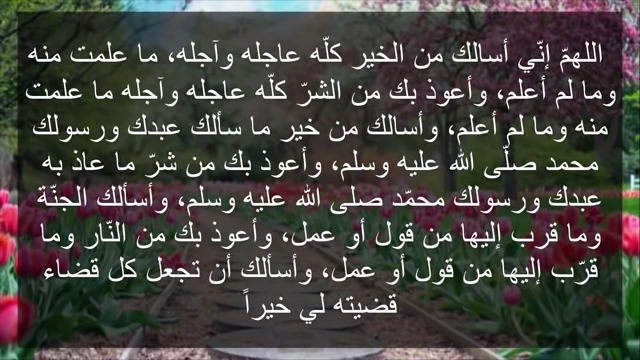 اللهمّ إنّي أسالك من الخير كلّه عاجله وآجله، ما علمت منه
وما لم أعلم، وأعوذ بك من الشرّ كلّه عاجله وآجله ما علمت
منه وما لم أعلم، وأسالك من خير ما سألك عبدك ورسولك
محمد صلّى الله عليه وسلم، وأعوذ بك من شرّ ما عاذ به
عبدك ورسولك محمّد صلى الله عليه وسلم، وأسألك الجنّة
وما قرب إليها من قول أو عمل، وأعوذ بك من النّار وما
قرّب إليها من قول أو عمل، وأسألك أن تجعل كل قضاء
قضيته لي خيراً